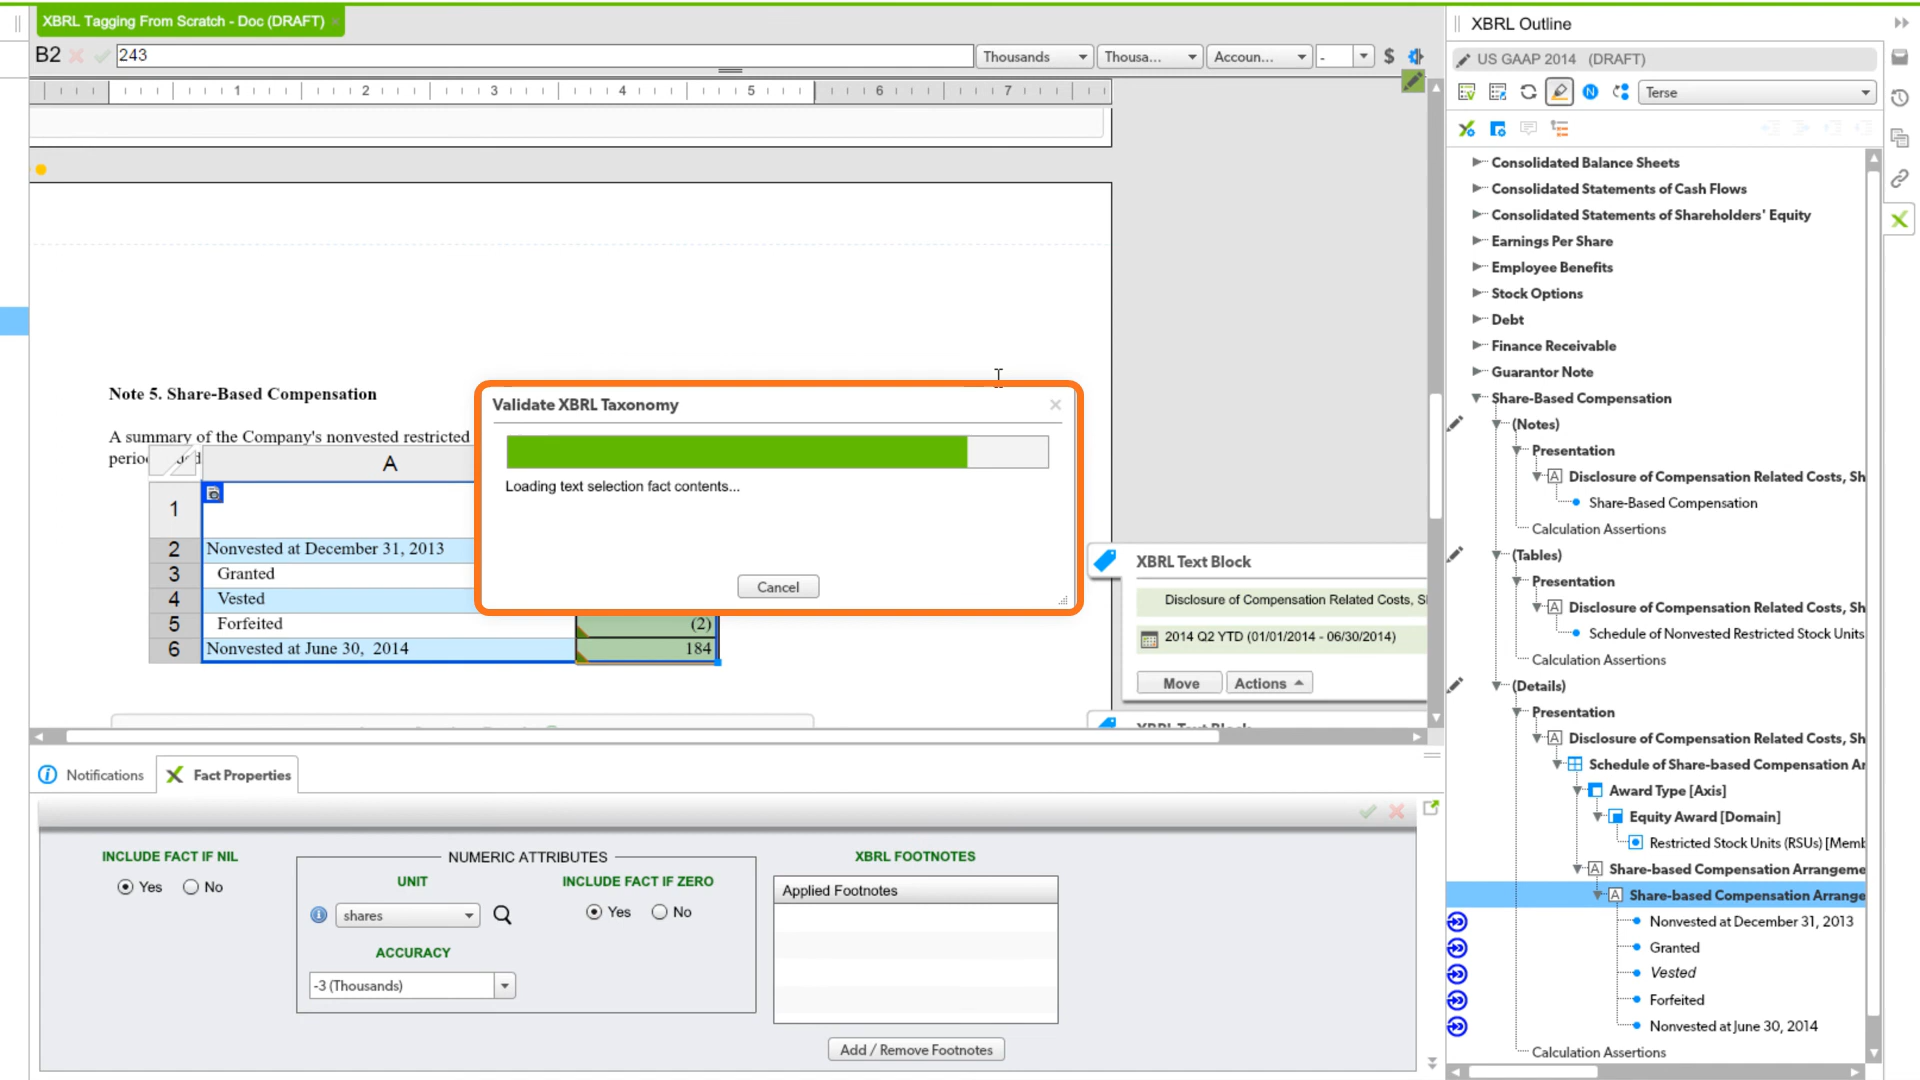 XBRL Tagging From Scratch - Doc (DRAFT)
B2
243
Thousands
Thousa...
Accoun...
-
$
1 2 3 4 5 6 7
Note 5. Share-Based Compensation
A summary of the Company's nonvested restricted
A
1
2 Nonvested at December 31, 2013
3 Granted
4 Vested
5 Forfeited (2)
6 Nonvested at June 30, 2014 184
Validate XBRL Taxonomy
Loading text selection fact contents...
Cancel
XBRL Text Block
Disclosure of Compensation Related Costs, S
2014 Q2 YTD (01/01/2014 - 06/30/2014)
Move
Actions
XBRL Text Block
Notifications
Fact Properties
INCLUDE FACT IF NIL
Yes No
NUMERIC ATTRIBUTES
UNIT
shares
ACCURACY
-3 (Thousands)
INCLUDE FACT IF ZERO
Yes No
XBRL FOOTNOTES
Applied Footnotes
Add / Remove Footnotes
XBRL Outline
US GAAP 2014 (DRAFT)
N
Terse
Consolidated Balance Sheets
Consolidated Statements of Cash Flows
Consolidated Statements of Shareholders' Equity
Earnings Per Share
Employee Benefits
Stock Options
Debt
Finance Receivable
Guarantor Note
Share-Based Compensation
(Notes)
Presentation
A Disclosure of Compensation Related Costs, Sh
Share-Based Compensation
Calculation Assertions
(Tables)
Presentation
A Disclosure of Compensation Related Costs, Sh
Schedule of Nonvested Restricted Stock Units
Calculation Assertions
(Details)
Presentation
A Disclosure of Compensation Related Costs, Sh
Schedule of Share-based Compensation Ar
Award Type [Axis]
Equity Award [Domain]
Restricted Stock Units (RSUs) [Memb
A Share-based Compensation Arrangeme
A Share-based Compensation Arrange
Nonvested at December 31, 2013
Granted
Vested
Forfeited
Nonvested at June 30, 2014
Calculation Assertions